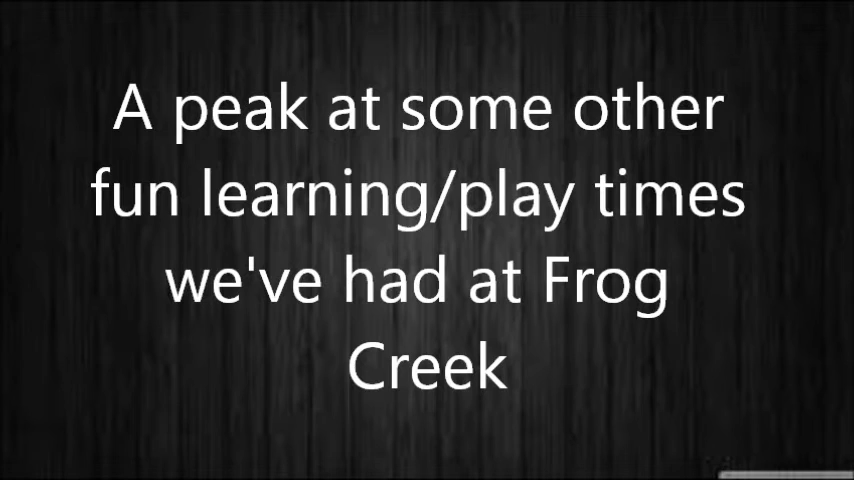 A peak at some other
fun learning/play times
we've had at Frog
Creek